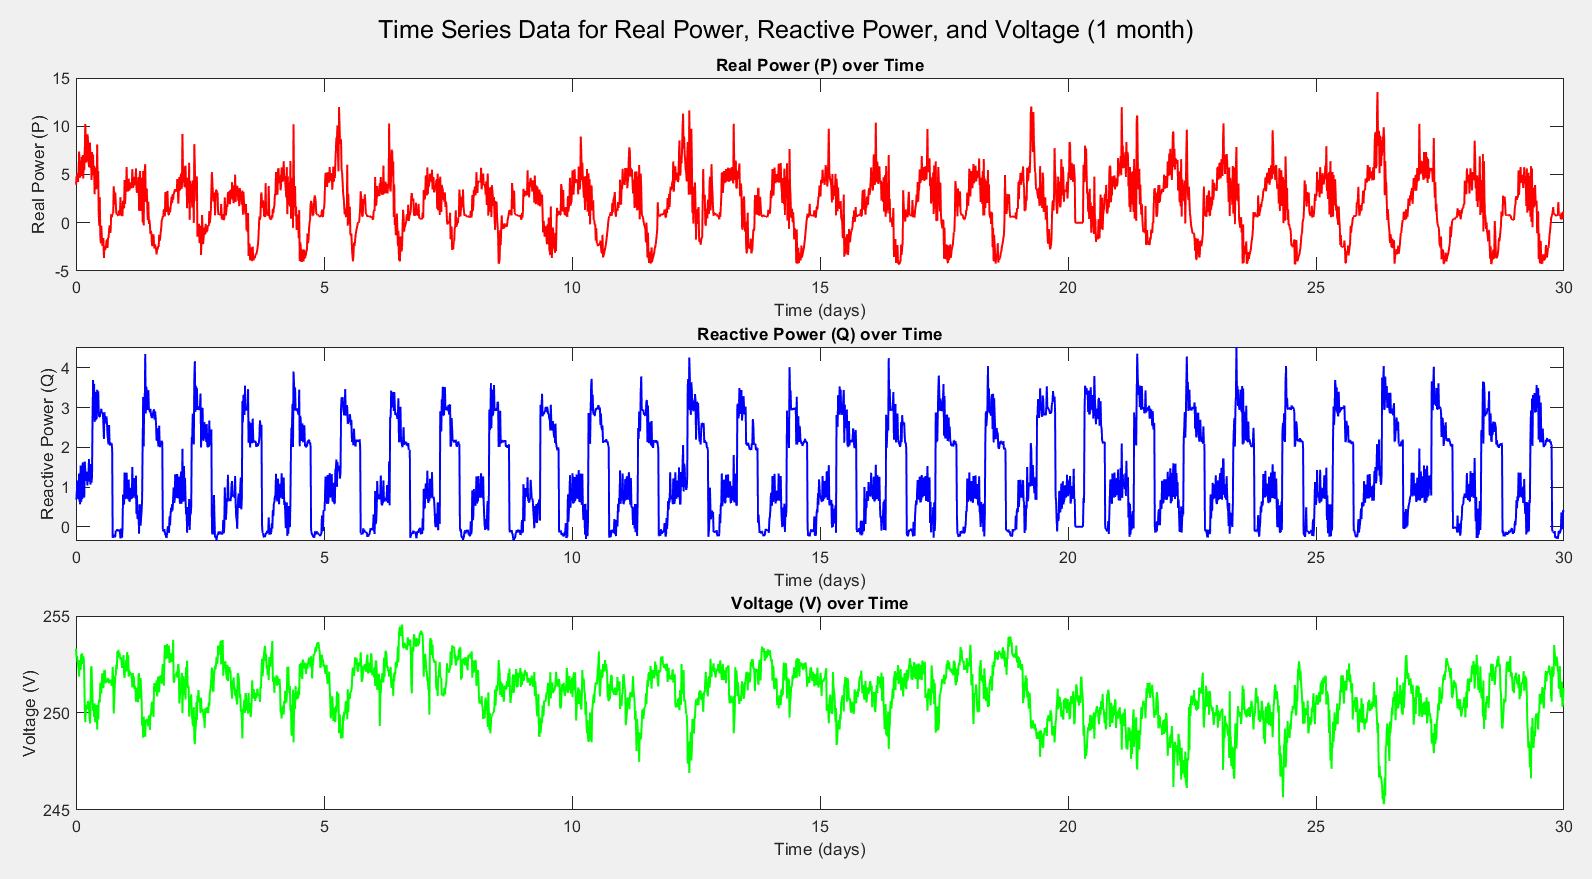 Time Series Data for Real Power, Reactive Power, and Voltage (1 month)
Real Power (P) over Time
15
10
5
0
-5
Real Power (P)
0 5 10 15 20 25 30
Time (days)
Reactive Power (Q) over Time
4
3
2
1
0
Reactive Power (Q)
0 5 10 15 20 25 30
Time (days)
Voltage (V) over Time
255
250
245
Voltage (V)
0 5 10 15 20 25 30
Time (days)